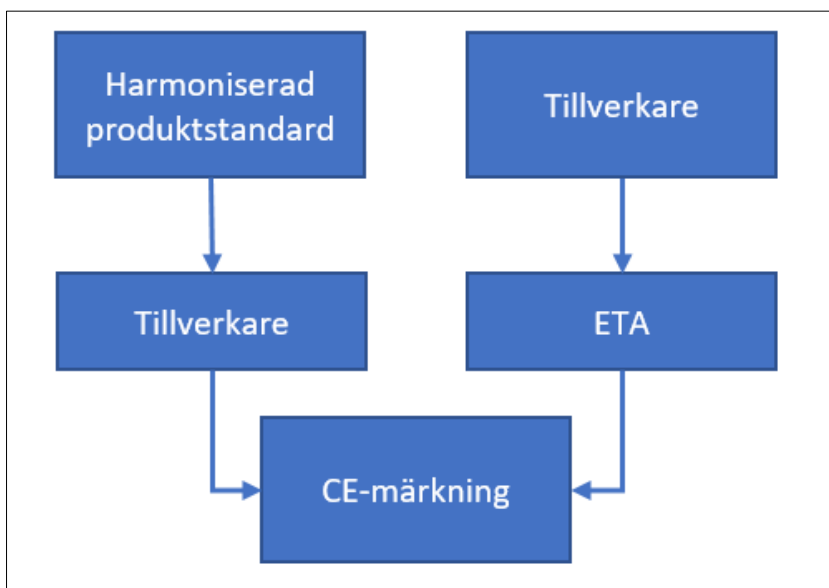 Harmoniserad
produktstandard
Tillverkare
Tillverkare
ETA
CE-märkning